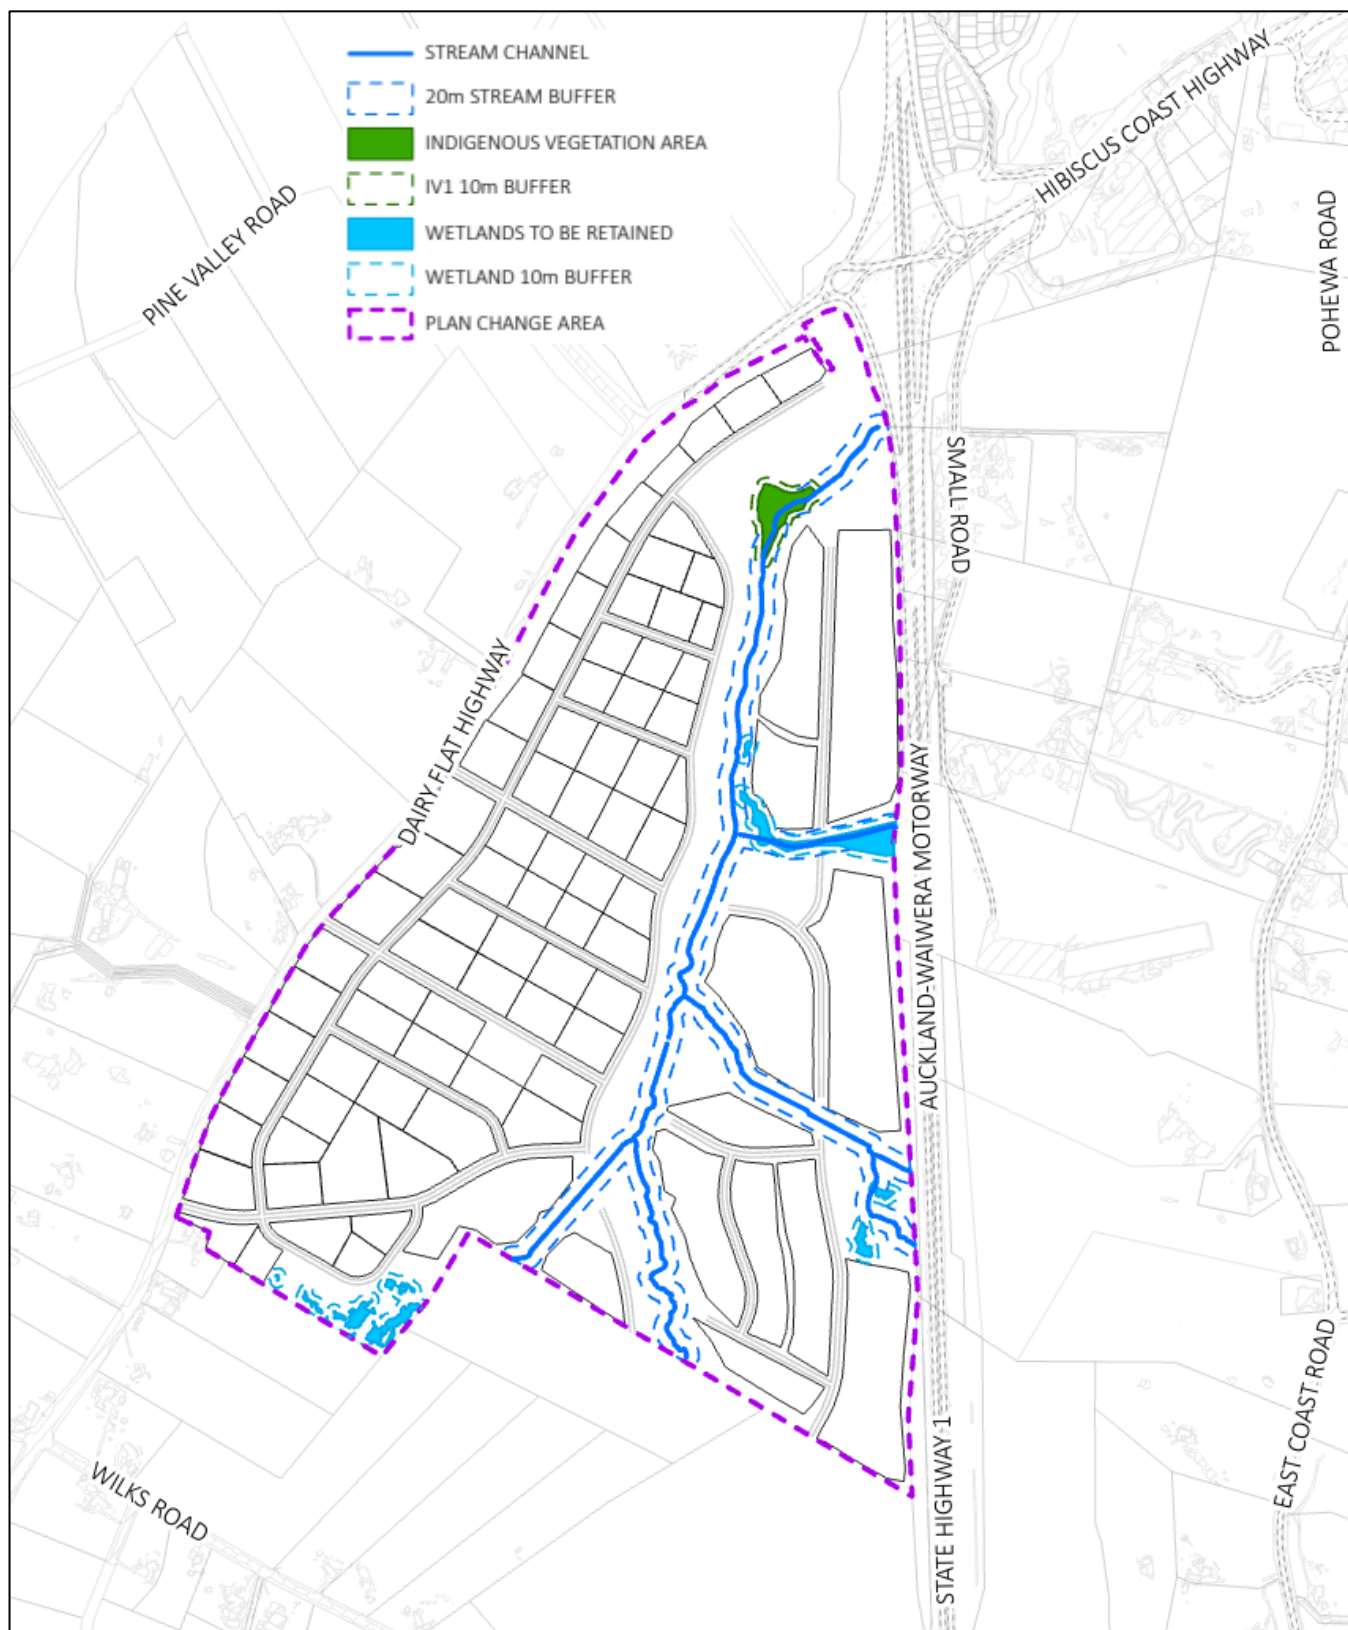 STREAM CHANNEL
20m STREAM BUFFER
INDIGENOUS VEGETATION AREA
IV1 10m BUFFER
WETLANDS TO BE RETAINED
WETLAND 10m BUFFER
PLAN CHANGE AREA
HIBISCUS COAST HIGHWAY
PINE VALLEY ROAD
POHEWA ROAD
SMALL ROAD
DAIRY FLAT HIGHWAY
AUCKLAND-WAIWERA MOTORWAY
EAST COAST ROAD
STATE HIGHWAY 1
WILKS ROAD